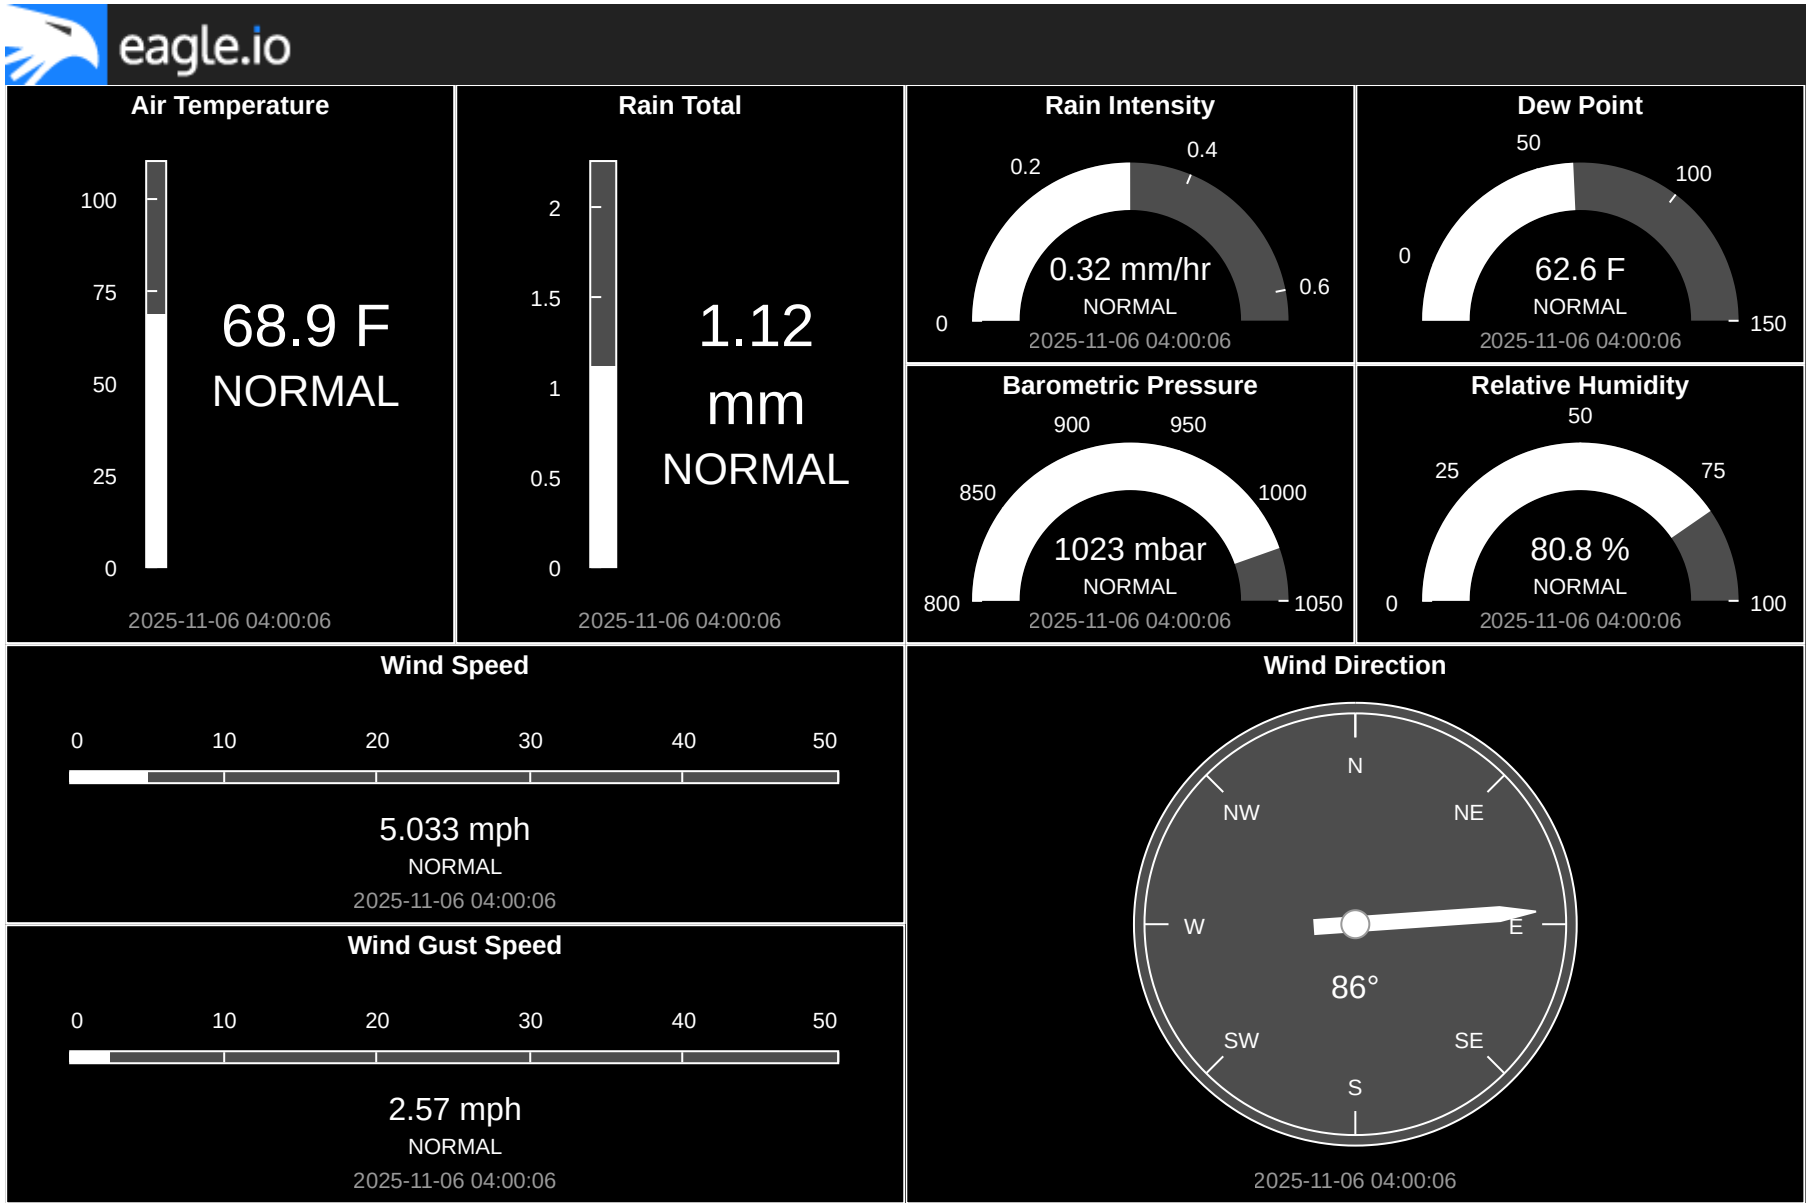 eagle.io
Air Temperature
100
75
50
25
0
68.9 F
NORMAL
2025-11-06 04:00:06
Rain Total
2
1.5
1
0.5
0
1.12
mm
NORMAL
2025-11-06 04:00:06
Rain Intensity
0
0.2
0.4
0.6
0.32 mm/hr
NORMAL
2025-11-06 04:00:06
Dew Point
0
50
100
150
62.6 F
NORMAL
2025-11-06 04:00:06
Barometric Pressure
800
850
900
950
1000
1050
1023 mbar
NORMAL
2025-11-06 04:00:06
Relative Humidity
0
25
50
75
100
80.8 %
NORMAL
2025-11-06 04:00:06
Wind Speed
0 10 20 30 40 50
5.033 mph
NORMAL
2025-11-06 04:00:06
Wind Gust Speed
0 10 20 30 40 50
2.57 mph
NORMAL
2025-11-06 04:00:06
Wind Direction
N
NW NE
W E
86°
SW SE
S
2025-11-06 04:00:06